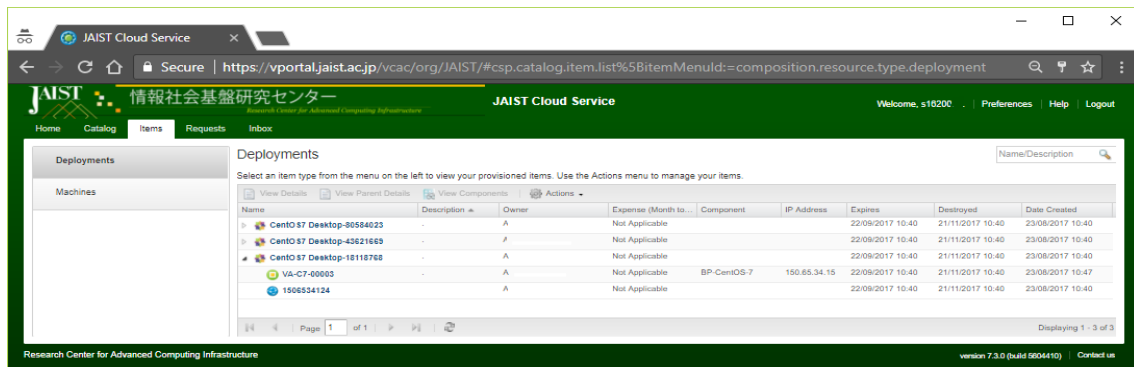 JAIST Cloud Service
Secure | https://vportal.jaist.ac.jp/vcac/org/JAIST/#csp.catalog.item.list%5BitemMenuId:=composition.resource.type.deployment
JAIST 情報社会基盤研究センター JAIST Cloud Service Welcome, s1620 | Preferences | Help | Logout
Research Center for Advanced Computing Infrastructure
Home Catalog Items Requests Inbox
Deployments
Machines
Deployments Name/Description
Select an item type from the menu on the left to view your provisioned items. Use the Actions menu to manage your items.
View Details View Parent Details View Components Actions
Name Description Owner Expense (Month to... Component IP Address Expires Destroyed Date Created
CentOS7 Desktop-80584023 - A Not Applicable 22/09/2017 10:40 21/11/2017 10:40 23/08/2017 10:40
CentOS7 Desktop-43621669 - Not Applicable 22/09/2017 10:40 21/11/2017 10:40 23/08/2017 10:40
CentOS7 Desktop-18118768 - A Not Applicable 22/09/2017 10:40 21/11/2017 10:40 23/08/2017 10:40
VA-C7-00003 - A Not Applicable BP-CentOS-7 150.65.34.15 22/09/2017 10:40 21/11/2017 10:40 23/08/2017 10:47
1506534124 A Not Applicable 22/09/2017 10:40 21/11/2017 10:40 23/08/2017 10:40
Page 1 of 1 Displaying 1 - 3 of 3
Research Center for Advanced Computing Infrastructure version 7.3.0 (build 5604410) | Contact us